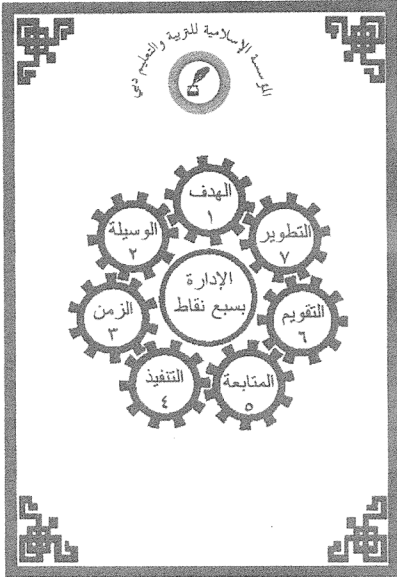 المؤسسة الإسلامية للتربية والتعليم دبي
الهدف
١
الوسيلة
٢
الزمن
٣
التنفيذ
٤
المتابعة
٥
التقويم
٦
التطوير
٧
الإدارة
بسبع نقاط